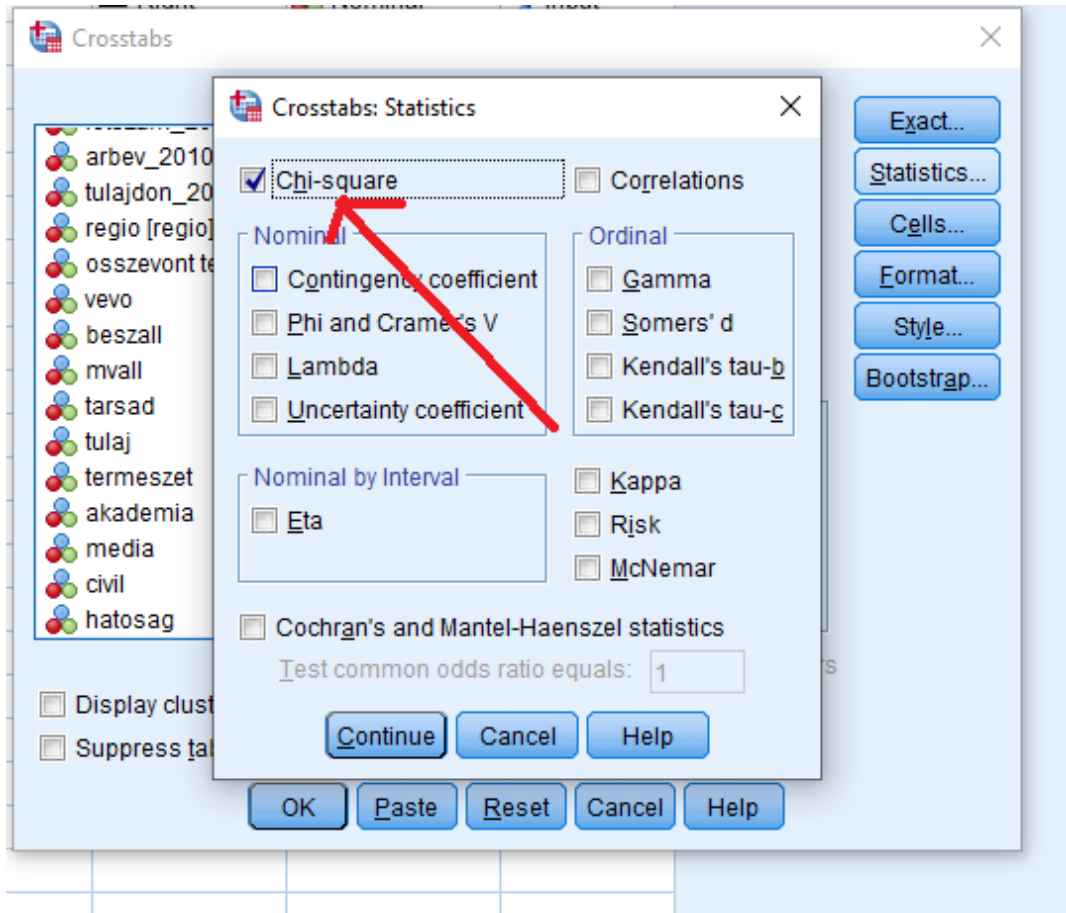 Crosstabs
Crosstabs: Statistics
Exact...
Statistics...
Cells...
Format...
Style...
Bootstrap...
arbev_2010
tulajdon_20
regio [regio]
osszevont te
vevo
beszall
mvall
tarsad
tulaj
termeszet
akademia
media
civil
hatosag
Chi-square
Correlations
Nominal
Contingency coefficient
Phi and Cramer's V
Lambda
Uncertainty coefficient
Ordinal
Gamma
Somers' d
Kendall's tau-b
Kendall's tau-c
Nominal by Interval
Eta
Kappa
Risk
McNemar
Cochran's and Mantel-Haenszel statistics
Test common odds ratio equals: 1
Continue Cancel Help
Display clust
Suppress tal
OK Paste Reset Cancel Help